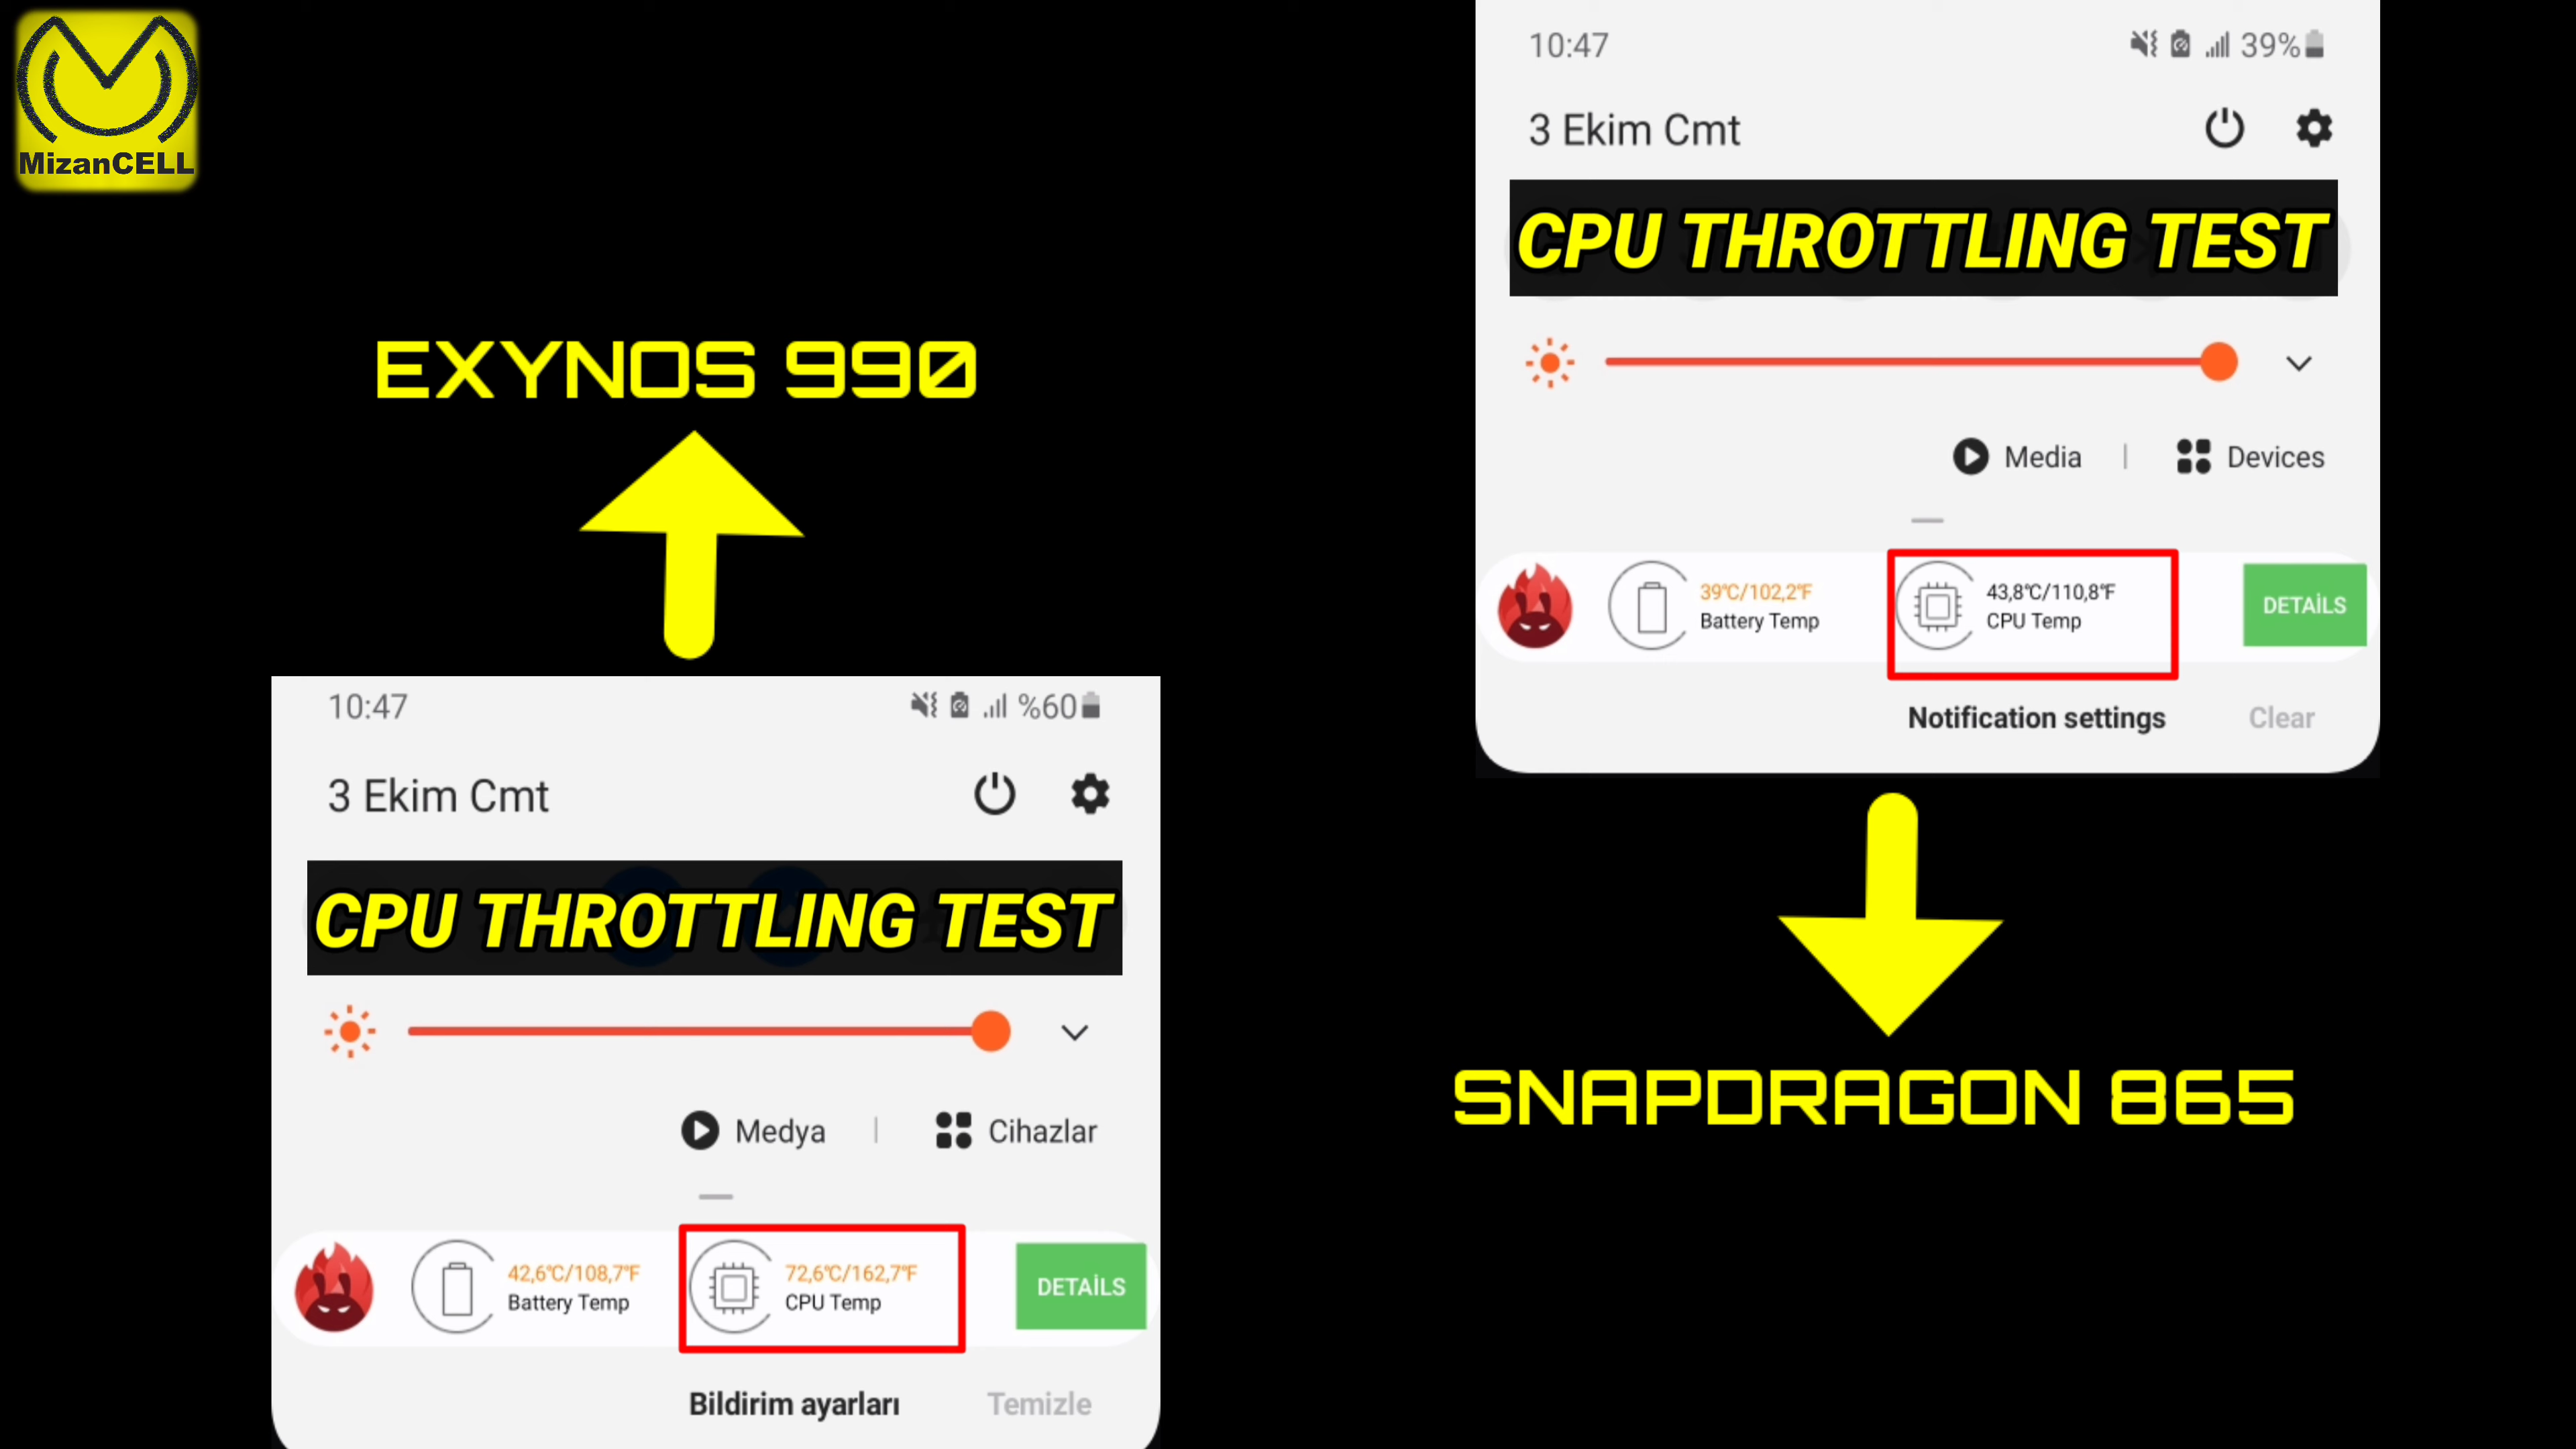 MizanCELL
EXYNOS 990
10:47
%60
3 Ekim Cmt
CPU THROTTLING TEST
Medya | Cihazlar
42,6℃/108,7℉
Battery Temp
72,6℃/162,7℉
CPU Temp
DETAİLS
Bildirim ayarları
Temizle
10:47
39%
3 Ekim Cmt
CPU THROTTLING TEST
Media | Devices
39℃/102,2℉
Battery Temp
43,8℃/110,8℉
CPU Temp
DETAİLS
Notification settings
Clear
SNAPDRAGON 865